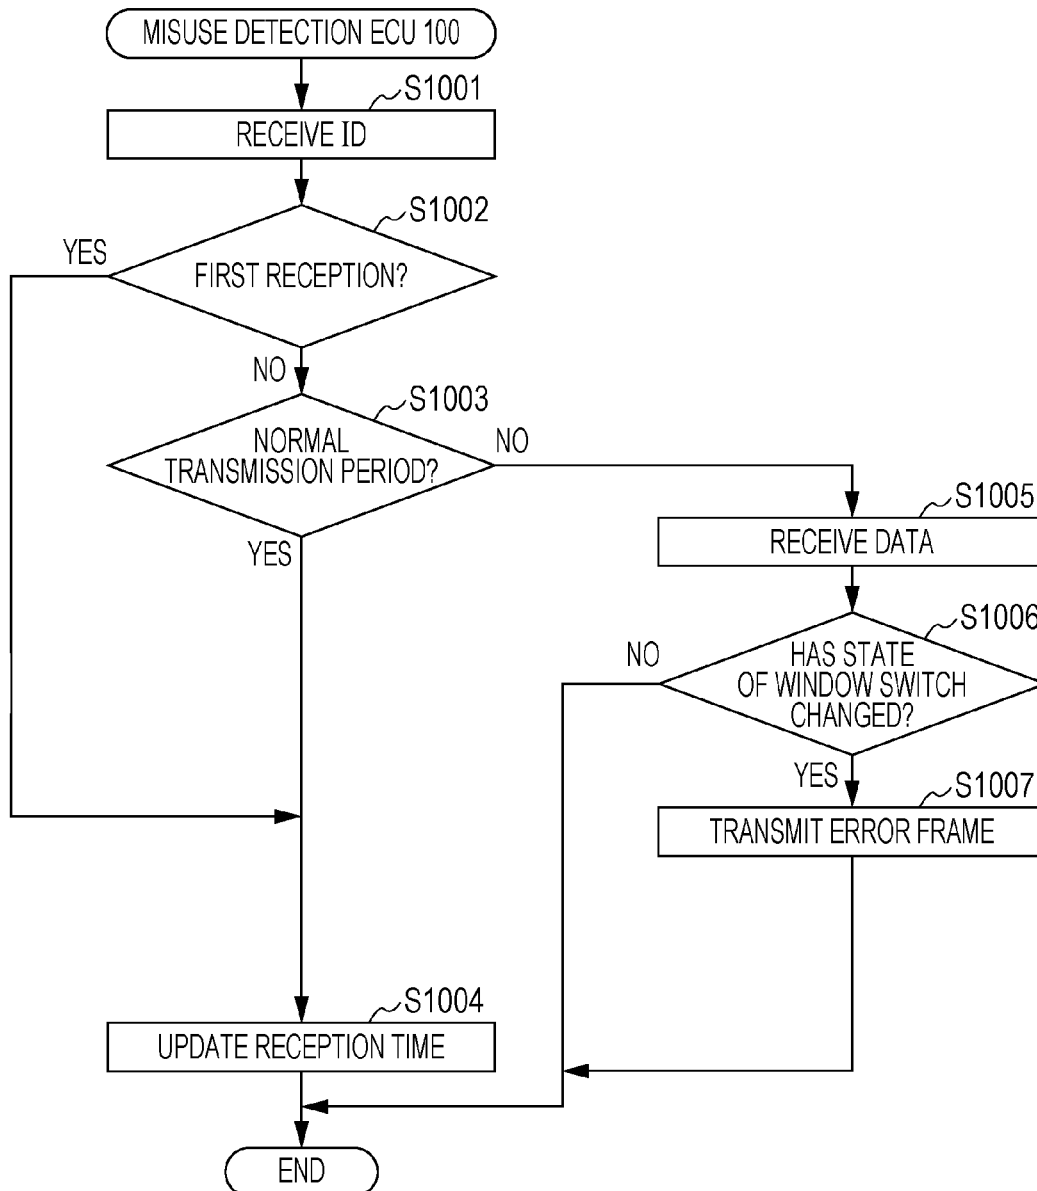 MISUSE DETECTION ECU 100
S1001
RECEIVE ID
S1002
YES
FIRST RECEPTION?
NO
S1003
NORMAL
TRANSMISSION PERIOD?
NO
YES
S1005
RECEIVE DATA
S1006
NO
HAS STATE
OF WINDOW SWITCH
CHANGED?
YES
S1007
TRANSMIT ERROR FRAME
S1004
UPDATE RECEPTION TIME
END